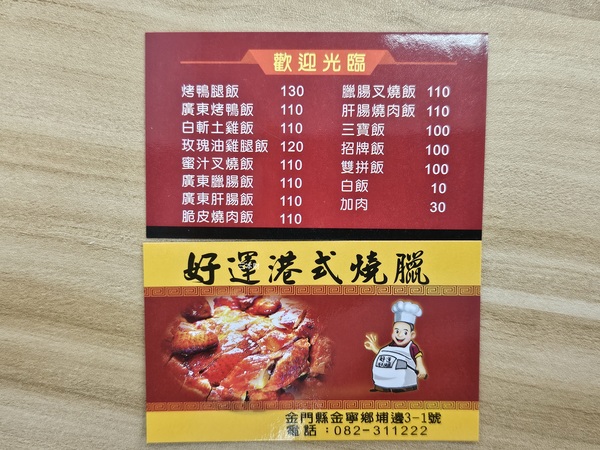 歡迎光臨
烤鴨腿飯 130
廣東烤鴨飯 110
白斬土雞飯 110
玫瑰油雞腿飯 120
蜜汁叉燒飯 110
廣東臘腸飯 110
廣東肝腸飯 110
脆皮燒肉飯 110
臘腸叉燒飯 110
肝腸燒肉飯 110
三寶飯 100
招牌飯 100
雙拼飯 100
白飯 10
加肉 30
好運港式燒臘
好運
金門縣金寧鄉埔邊3-1號
電話：082-311222